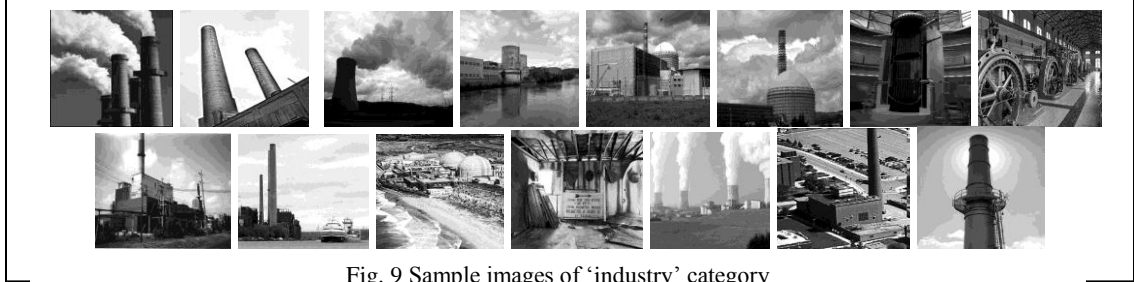 Fig. 9 Sample images of ‘industry’ category